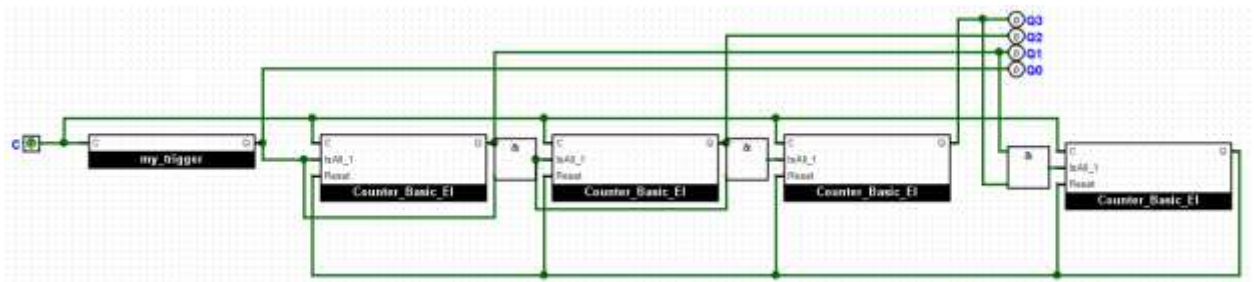 Q3
Q2
Q1
Q0
C
C Q
my_trigger
C Q
IsAll_1
Reset
Counter_Basic_El
&
C Q
IsAll_1
Reset
Counter_Basic_El
&
C Q
IsAll_1
Reset
Counter_Basic_El
&
C Q
IsAll_1
Reset
Counter_Basic_El